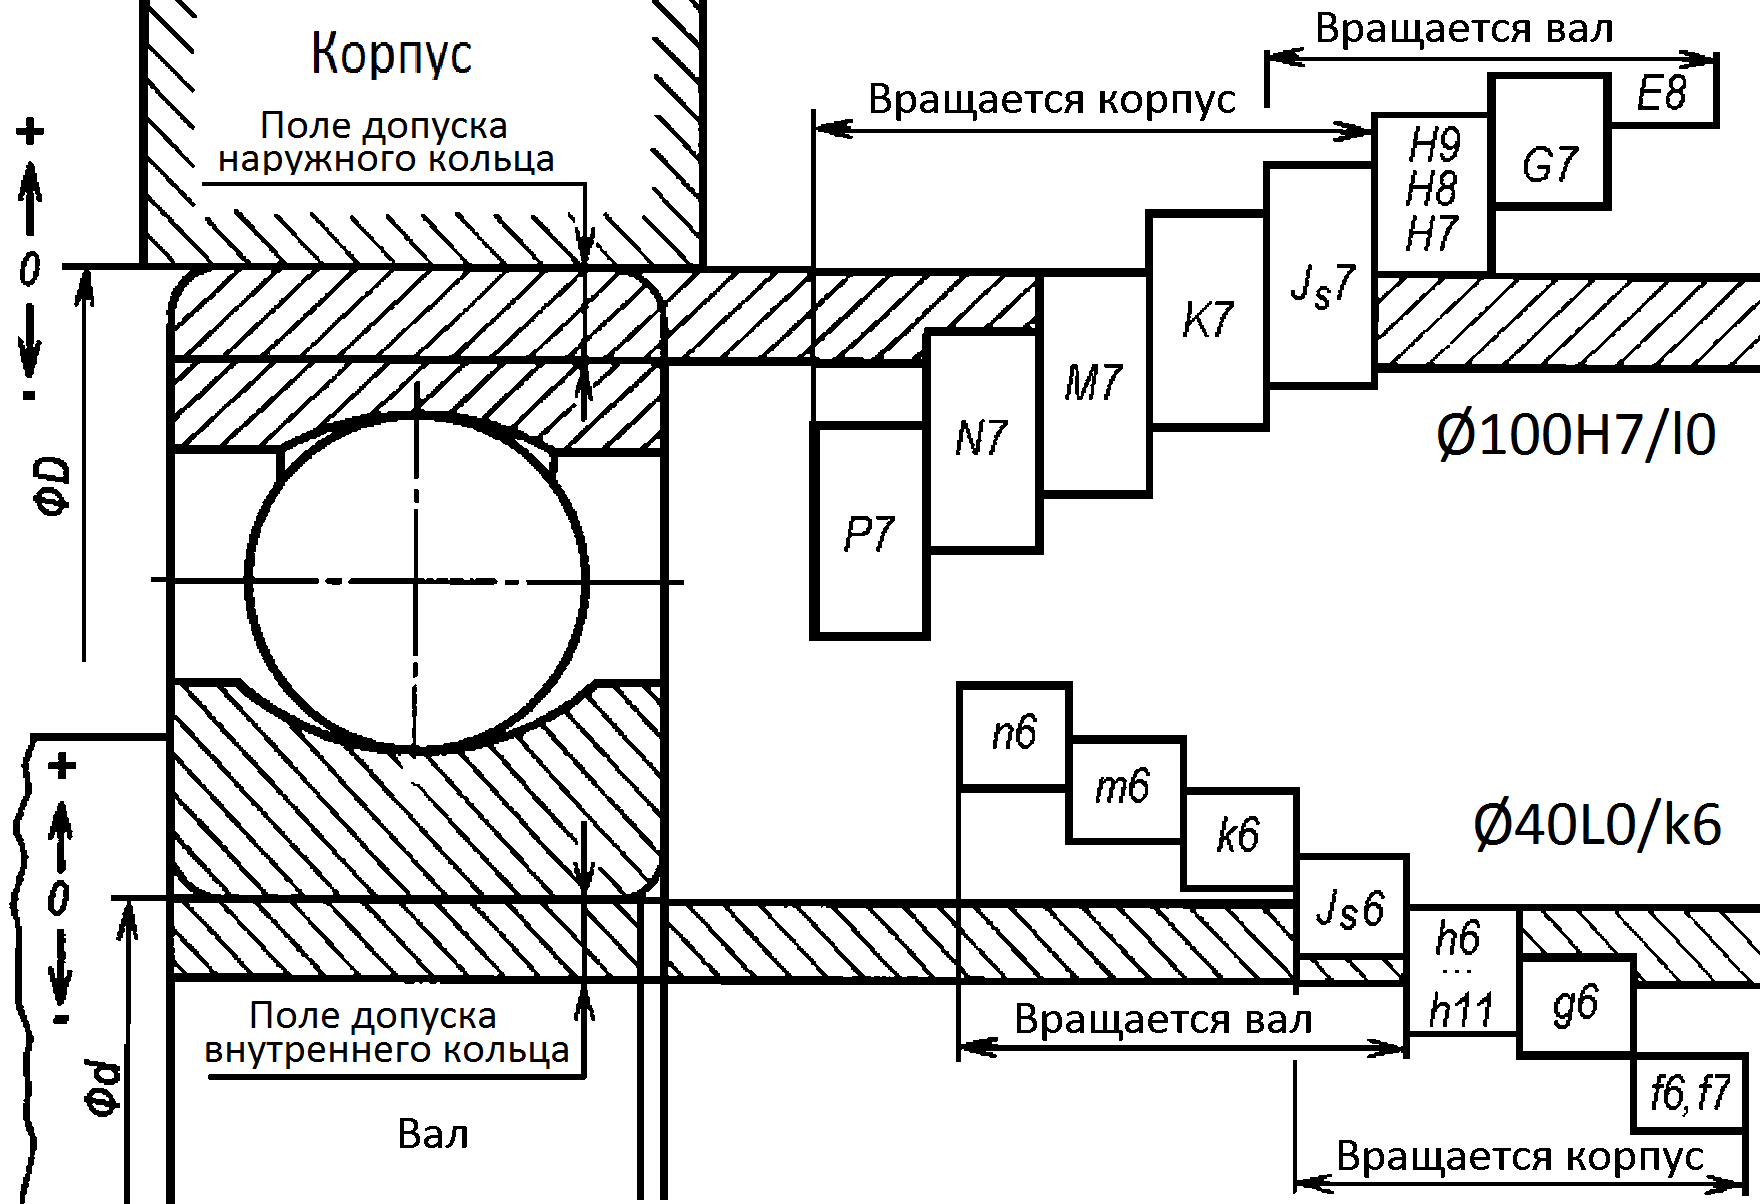 Корпус
Поле допуска
наружного кольца
+
0
-
ΦD
Вращается вал
Вращается корпус
E8
G7
H9
H8
H7
Js7
K7
M7
N7
P7
Ø100H7/l0
n6
m6
k6
Js6
h6
...
h11
g6
f6, f7
Ø40L0/k6
+
0
-
Φd
Поле допуска
внутреннего кольца
Вал
Вращается вал
Вращается корпус